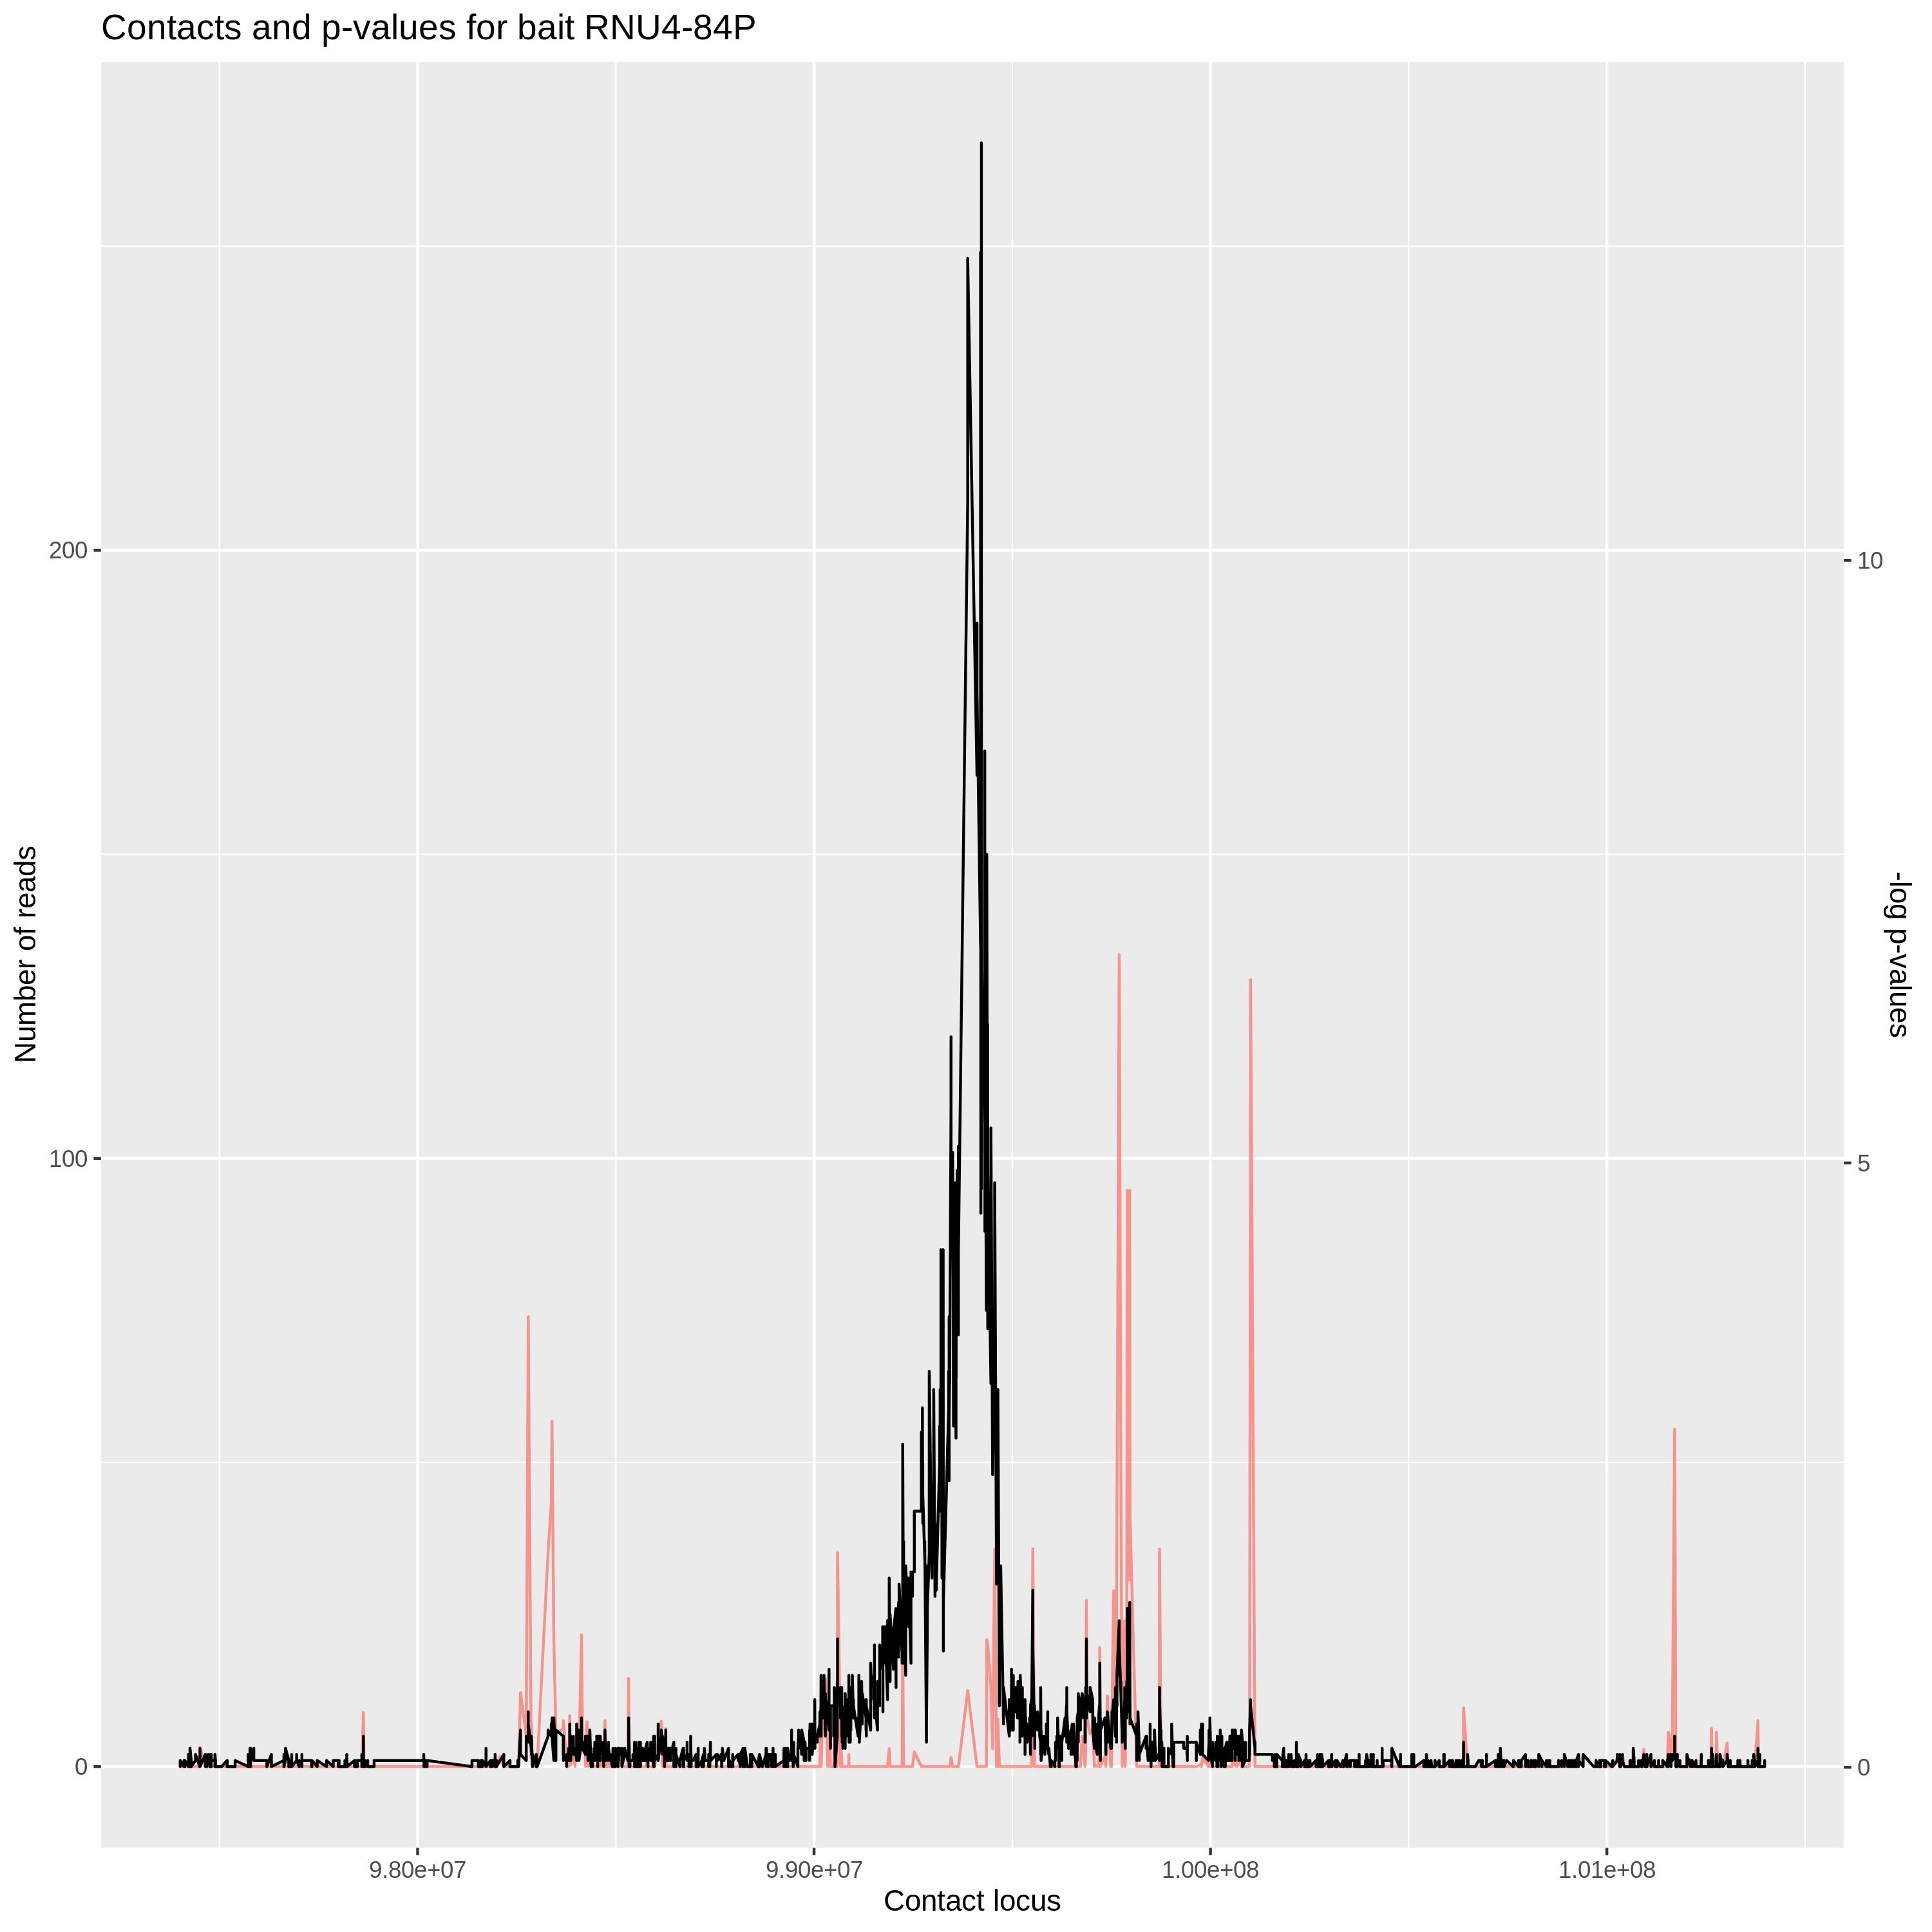 Contacts and p-values for bait RNU4-84P
Number of reads
200
100
0
10
5
0
-log p-values
9.80e+07
9.90e+07
1.00e+08
1.01e+08
Contact locus